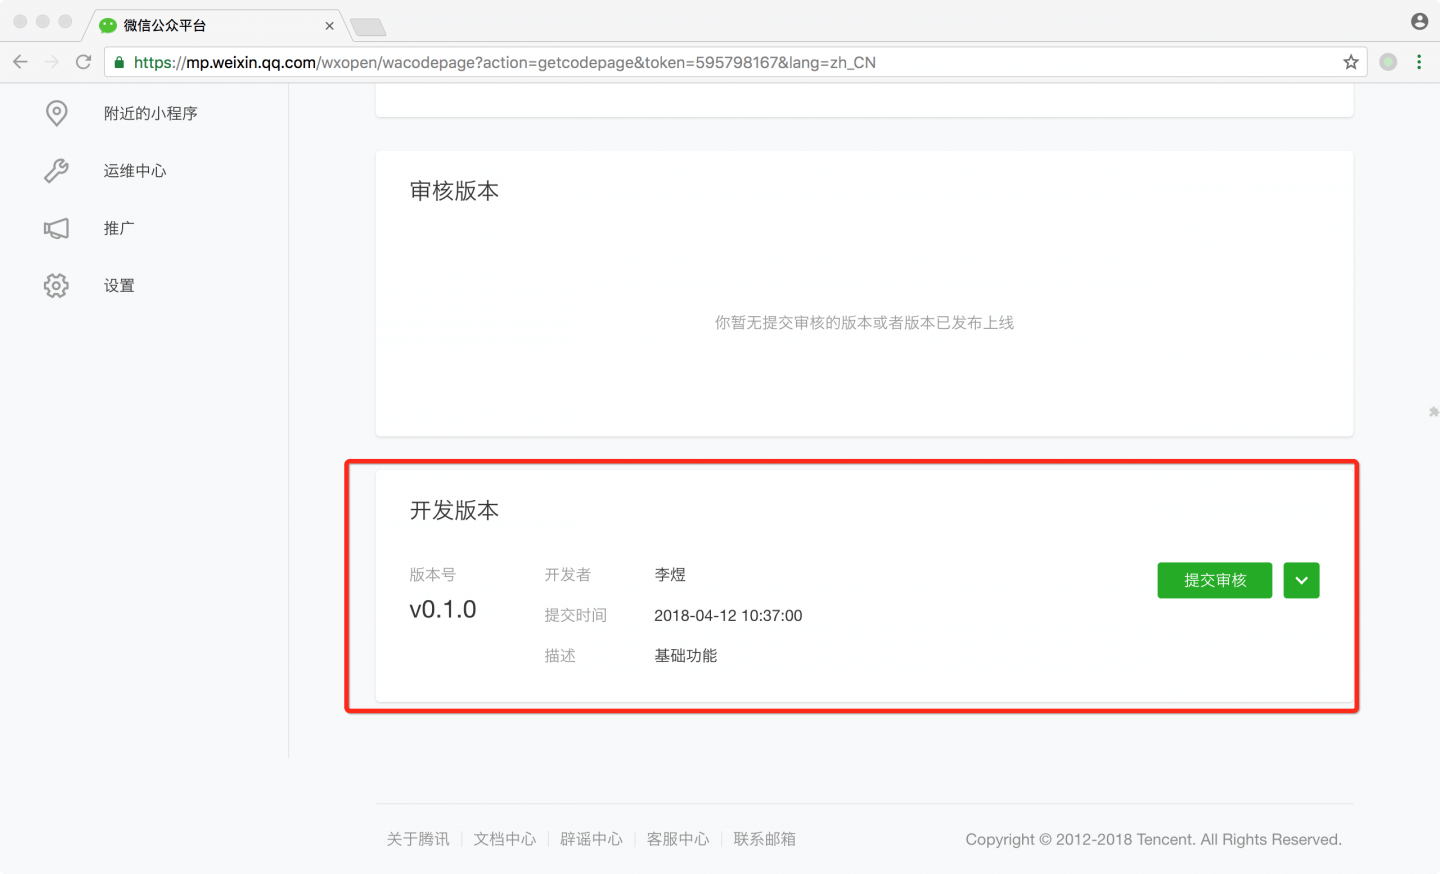 微信公众平台
https://mp.weixin.qq.com/wxopen/wacodepage?action=getcodepage&token=595798167&lang=zh_CN
附近的小程序
运维中心
推广
设置
审核版本
你暂无提交审核的版本或者版本已发布上线
开发版本
版本号
v0.1.0
开发者 李煜
提交时间 2018-04-12 10:37:00
描述 基础功能
提交审核
关于腾讯 文档中心 辟谣中心 客服中心 联系邮箱 Copyright © 2012-2018 Tencent. All Rights Reserved.